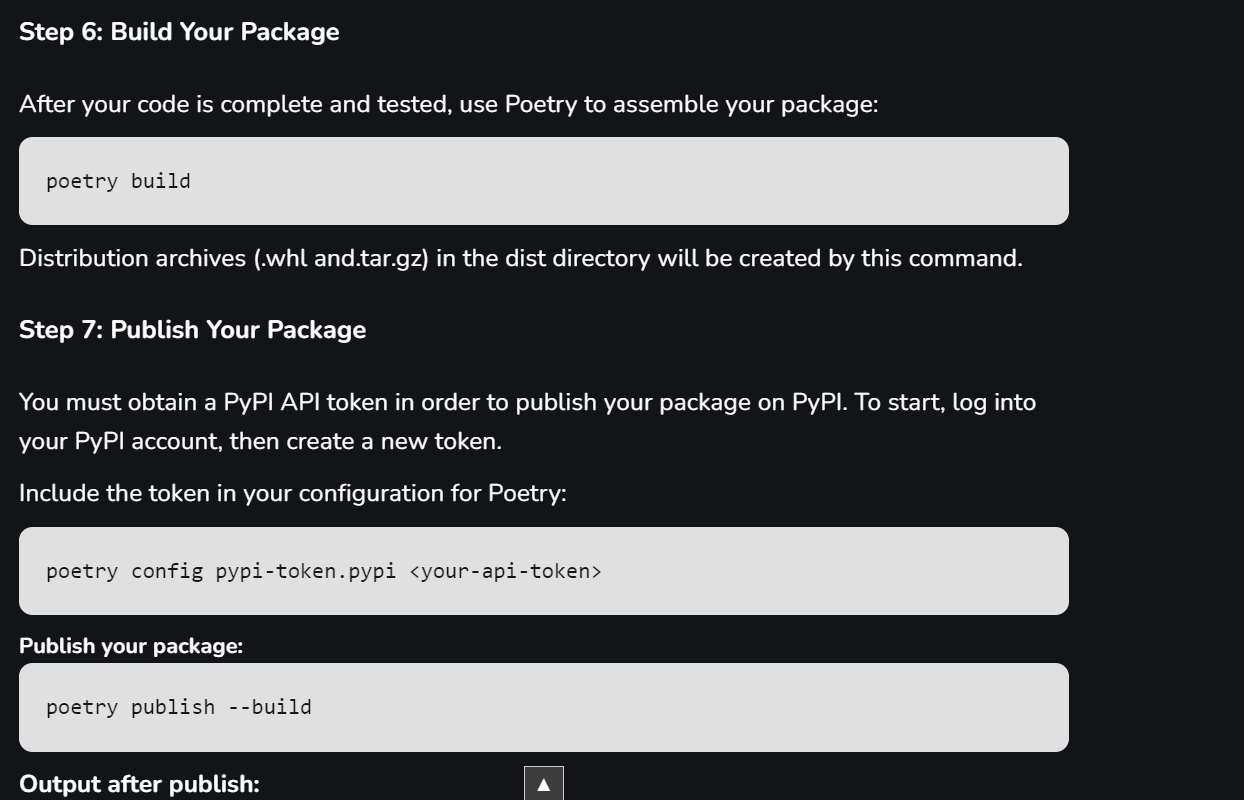 Step 6: Build Your Package
After your code is complete and tested, use Poetry to assemble your package:
poetry build
Distribution archives (.whl and.tar.gz) in the dist directory will be created by this command.
Step 7: Publish Your Package
You must obtain a PyPI API token in order to publish your package on PyPI. To start, log into
your PyPI account, then create a new token.
Include the token in your configuration for Poetry:
poetry config pypi-token.pypi <your-api-token>
Publish your package:
poetry publish --build
Output after publish: